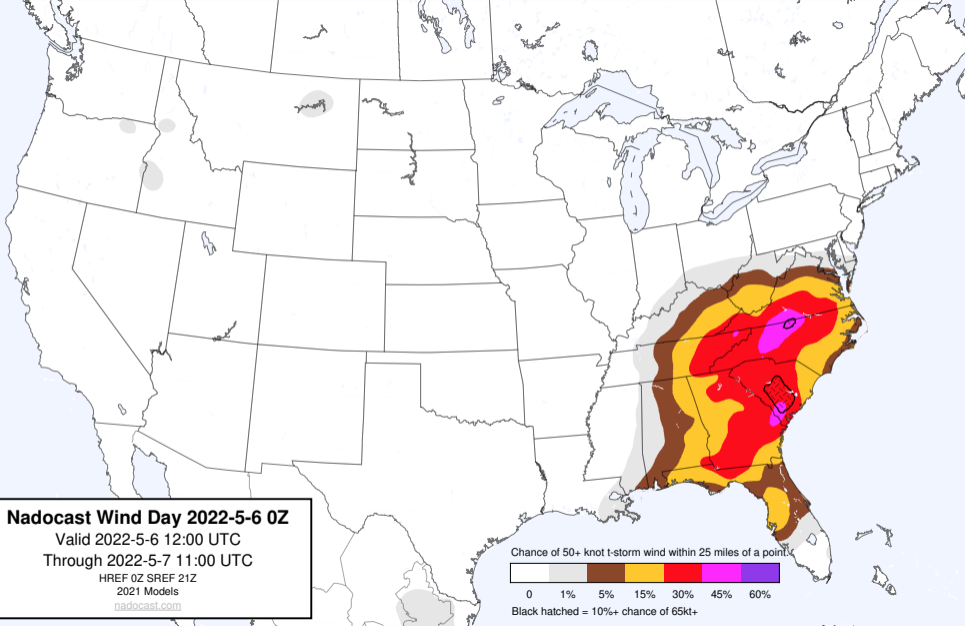 Nadocast Wind Day 2022-5-6 0Z
Valid 2022-5-6 12:00 UTC
Through 2022-5-7 11:00 UTC
HREF 0Z SREF 21Z
2021 Models
nadocast.com
Chance of 50+ knot t-storm wind within 25 miles of a point.
0 1% 5% 15% 30% 45% 60%
Black hatched = 10%+ chance of 65kt+